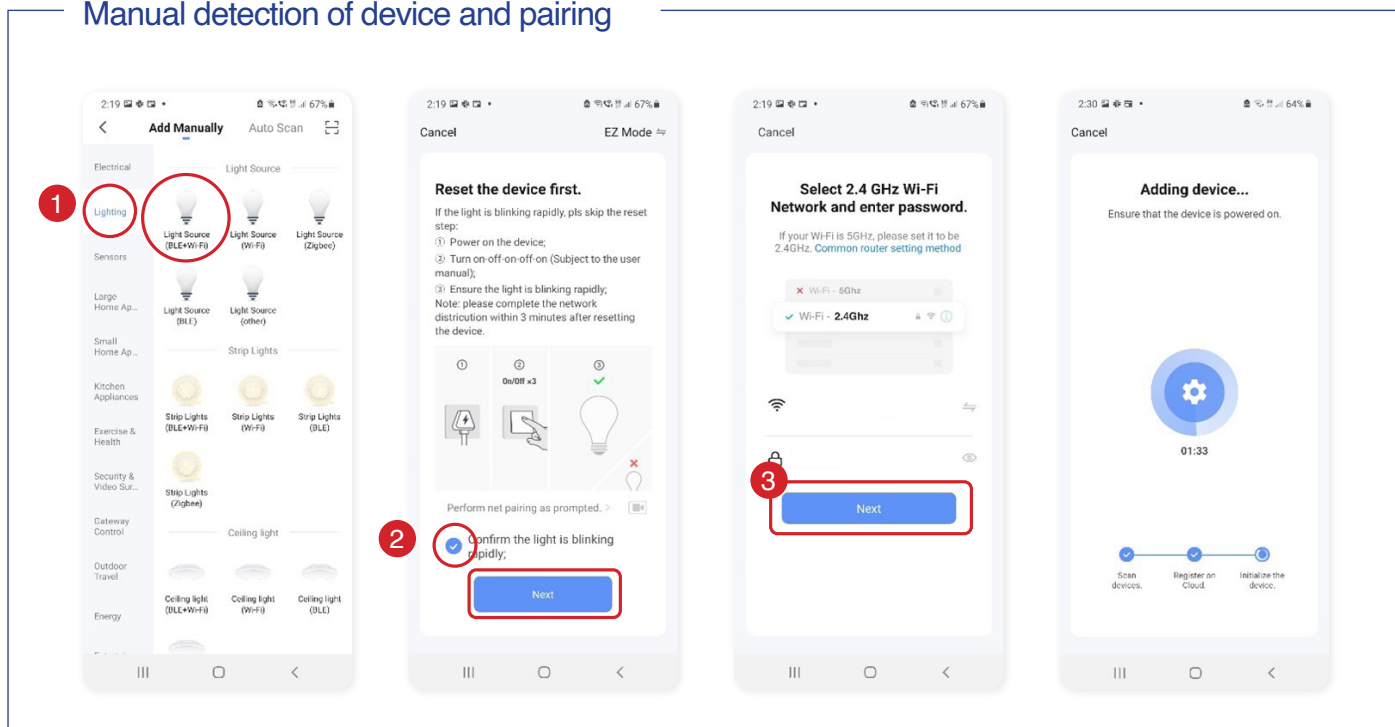 Manual detection of device and pairing
2:19
67%
Add Manually Auto Scan
Electrical
Lighting
Sensors
Large
Home Ap...
Small
Home Ap...
Kitchen
Appliances
Exercise &
Health
Security &
Video Sur...
Gateway
Control
Outdoor
Travel
Energy
1
Light Source
Light Source
(BLE+Wi-Fi)
Light Source
(Wi-Fi)
Light Source
(Zigbee)
Light Source
(BLE)
Light Source
(other)
Strip Lights
Strip Lights
(BLE+Wi-Fi)
Strip Lights
(Wi-Fi)
Strip Lights
(BLE)
Strip Lights
(Zigbee)
Ceiling light
Ceiling light
(BLE+Wi-Fi)
Ceiling light
(Wi-Fi)
Ceiling light
(BLE)
2:19
67%
Cancel EZ Mode
Reset the device first.
If the light is blinking rapidly, pls skip the reset
step:
① Power on the device;
② Turn on-off-on-off-on (Subject to the user
manual);
③ Ensure the light is blinking rapidly;
Note: please complete the network
districution within 3 minutes after resetting
the device.
① ② ③
On/Off ×3
Perform net pairing as prompted. >
2
Confirm the light is blinking
rapidly;
Next
2:19
67%
Cancel
Select 2.4 GHz Wi-Fi
Network and enter password.
If your Wi-Fi is 5GHz, please set it to be
2.4GHz. Common router setting method
Wi-Fi - 5Ghz
Wi-Fi - 2.4Ghz
3
Next
2:30
64%
Cancel
Adding device...
Ensure that the device is powered on.
01:33
Scan
devices.
Register on
Cloud.
Initialize the
device.